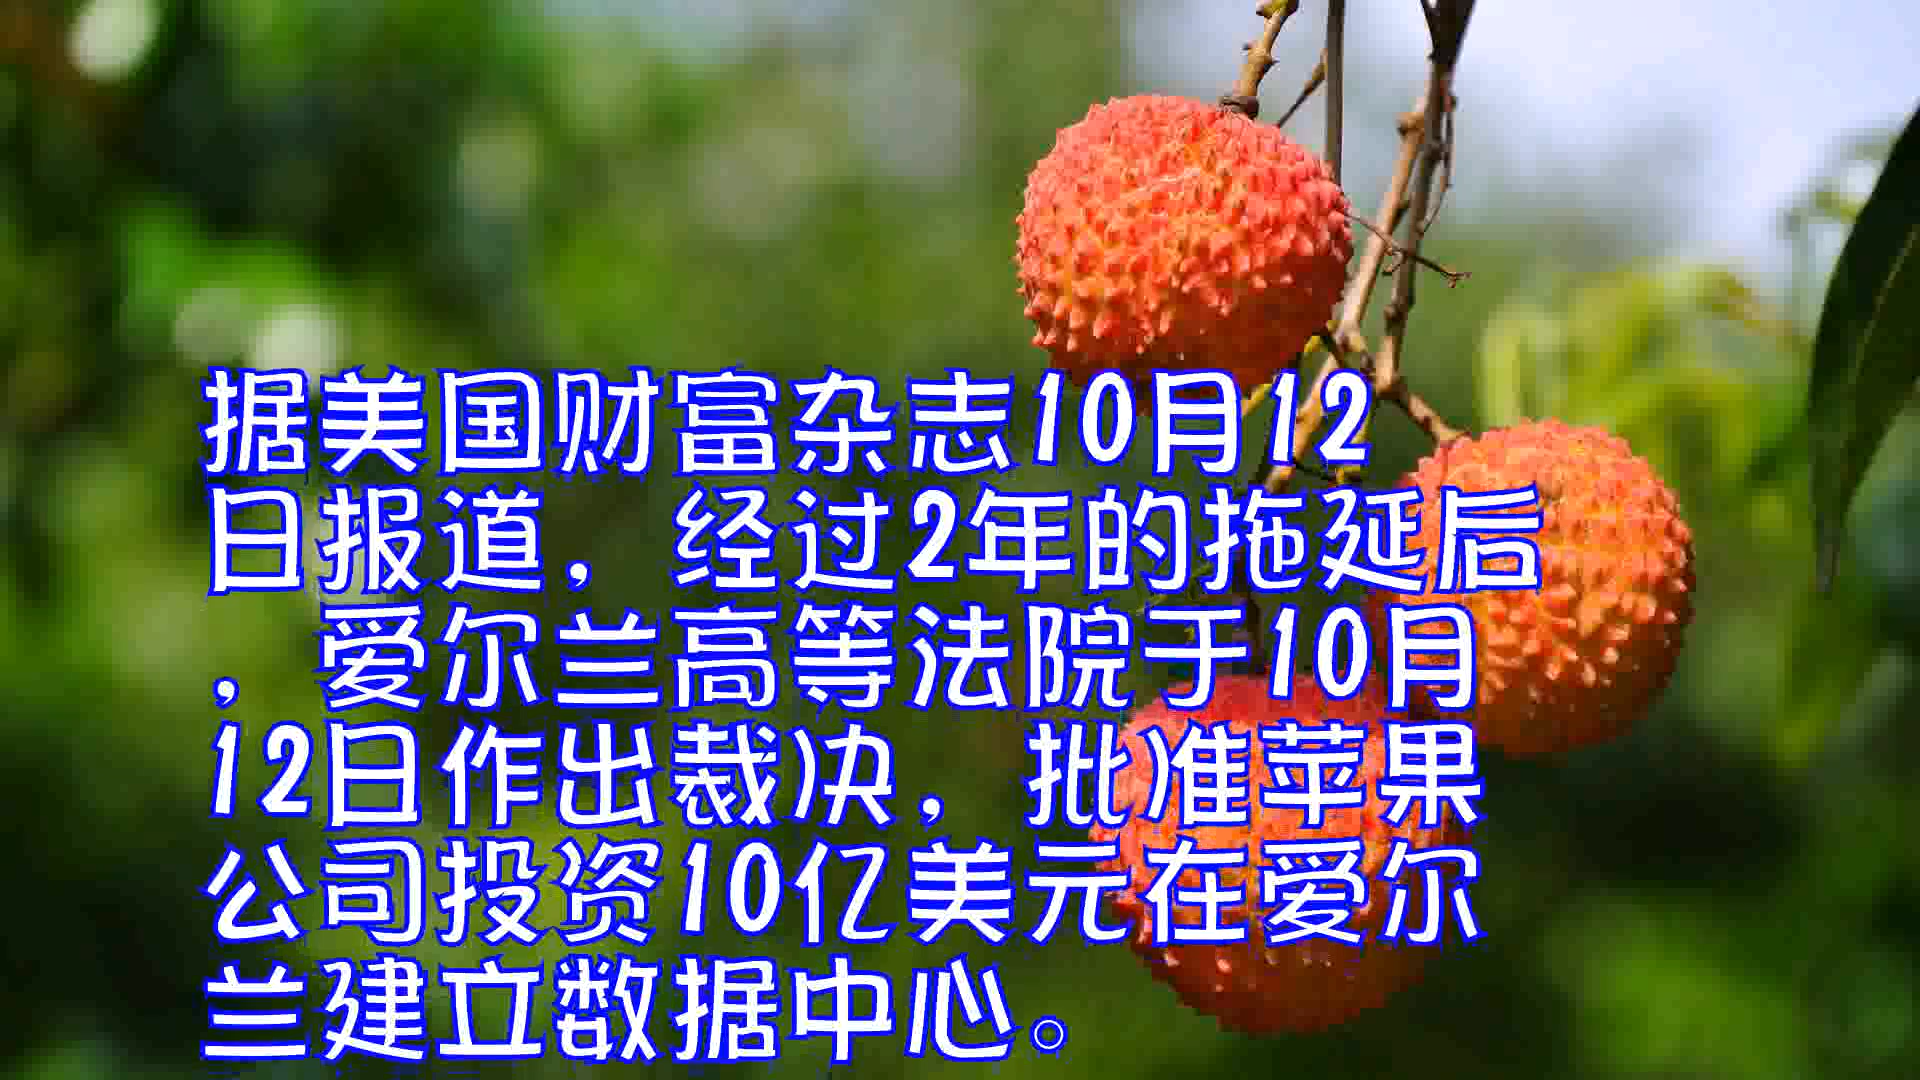 据美国财富杂志10月12
日报道，经过2年的拖延后
，爱尔兰高等法院于10月
12日作出裁决，批准苹果
公司投资10亿美元在爱尔
兰建立数据中心。